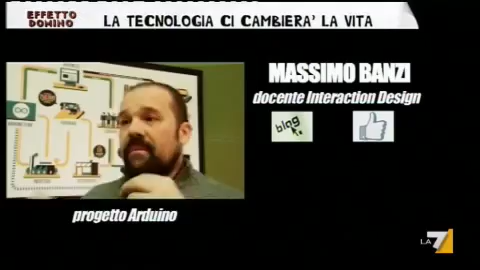 EFFETTO
DOMINO
LA TECNOLOGIA CI CAMBIERA' LA VITA
MASSIMO BANZI
docente Interaction Design
blog
progetto Arduino
LA7